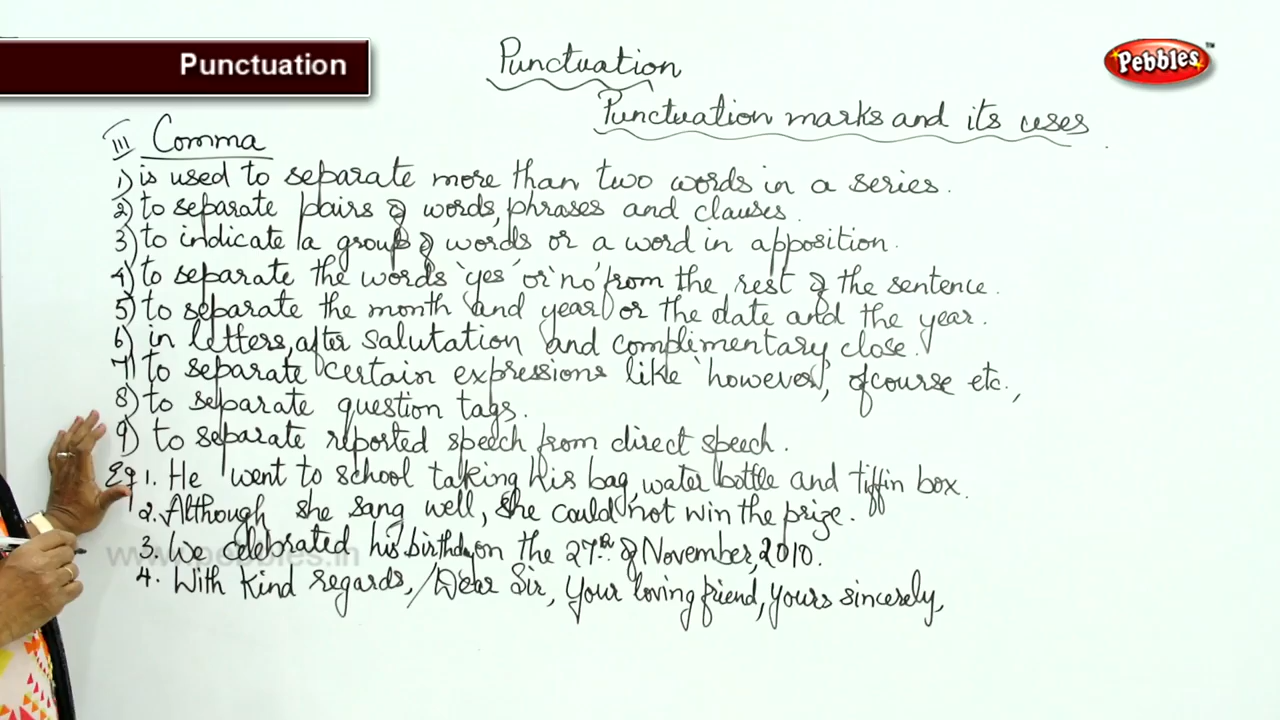 Punctuation
Punctuation
Pebbles™
Punctuation marks and its uses
III Comma
1) is used to separate more than two words in a series.
2) to separate pairs of words, phrases and clauses.
3) to indicate a group of words or a word in apposition.
4) to separate the words 'yes' or 'no' from the rest of the sentence.
5) to separate the month and year or the date and the year.
6) in letters, after salutation and complimentary close.
7) to separate certain expressions like 'however', ofcourse etc.,
8) to separate question tags.
9) to separate reported speech from direct speech.
Eg 1. He went to school taking his bag, water bottle and tiffin box.
2. Although she sang well, she could not win the prize.
3. We celebrated his birthday on the 27th of November, 2010.
4. With Kind regards, / Dear Sir, Your loving friend, yours sincerely,
www.pebbles.in